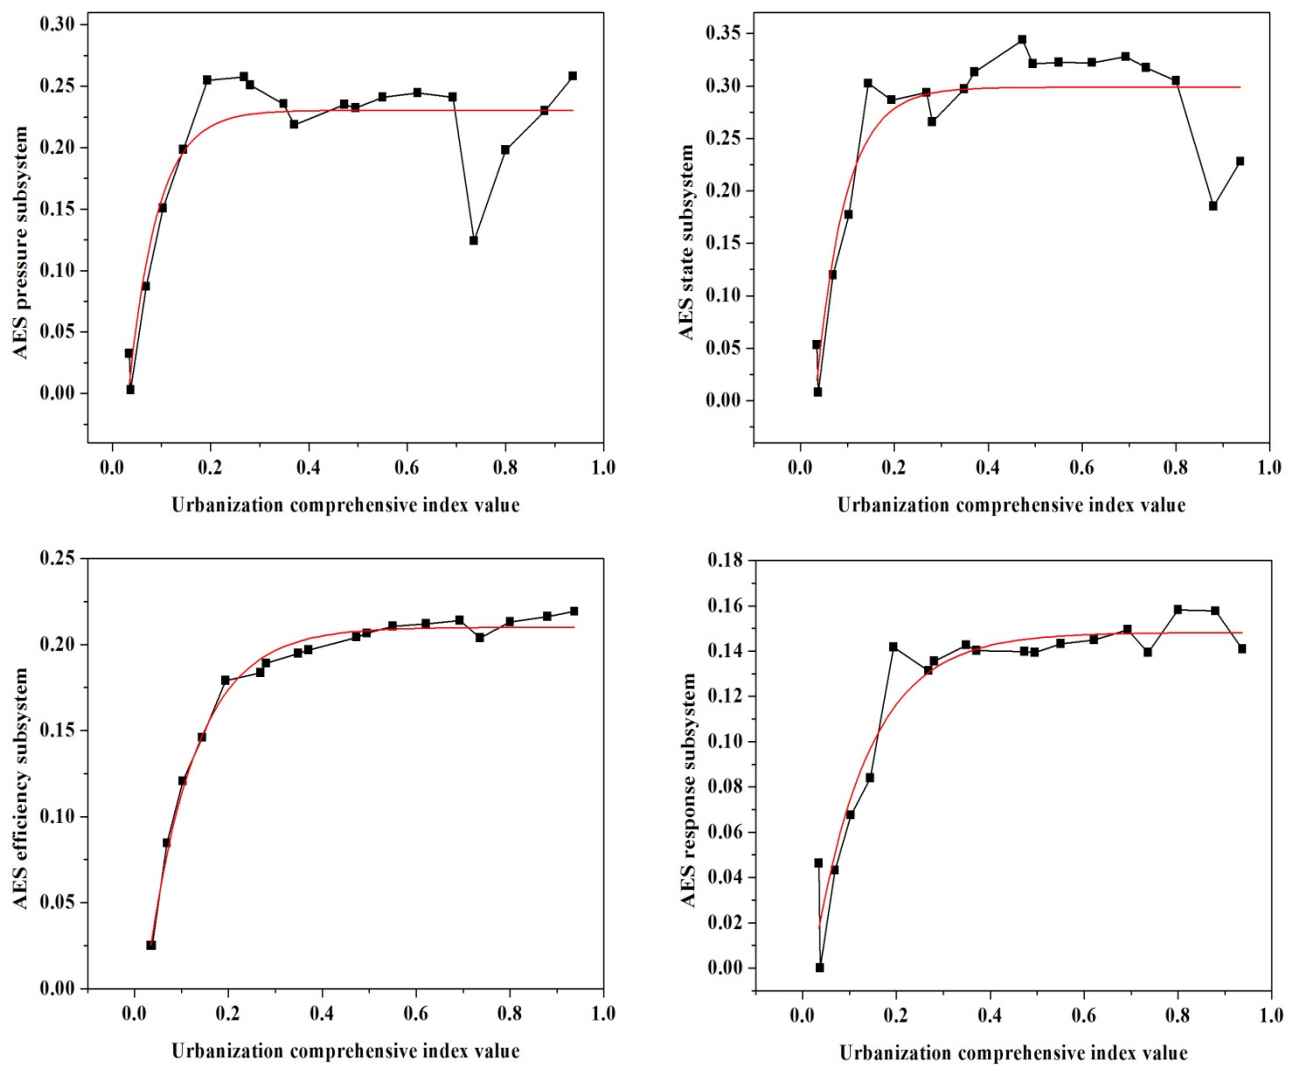 AES pressure subsystem
0.30
0.25
0.20
0.15
0.10
0.05
0.00
0.0 0.2 0.4 0.6 0.8 1.0
Urbanization comprehensive index value
AES state subsystem
0.35
0.30
0.25
0.20
0.15
0.10
0.05
0.00
0.0 0.2 0.4 0.6 0.8 1.0
Urbanization comprehensive index value
AES efficiency subsystem
0.25
0.20
0.15
0.10
0.05
0.00
0.0 0.2 0.4 0.6 0.8 1.0
Urbanization comprehensive index value
AES response subsystem
0.18
0.16
0.14
0.12
0.10
0.08
0.06
0.04
0.02
0.00
0.0 0.2 0.4 0.6 0.8 1.0
Urbanization comprehensive index value